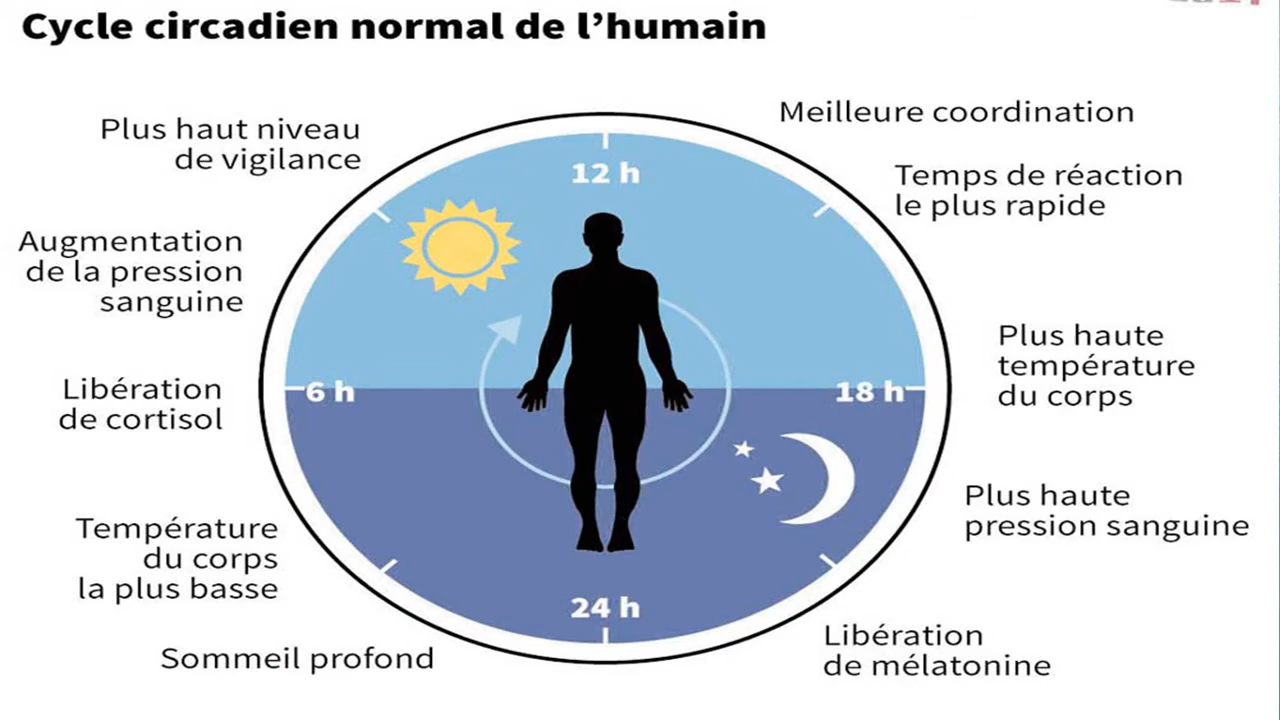 Cycle circadien normal de l’humain
Plus haut niveau
de vigilance
Meilleure coordination
12 h
Temps de réaction
le plus rapide
Augmentation
de la pression
sanguine
Plus haute
température
du corps
Libération
de cortisol
6 h
18 h
Plus haute
pression sanguine
Température
du corps
la plus basse
24 h
Libération
de mélatonine
Sommeil profond